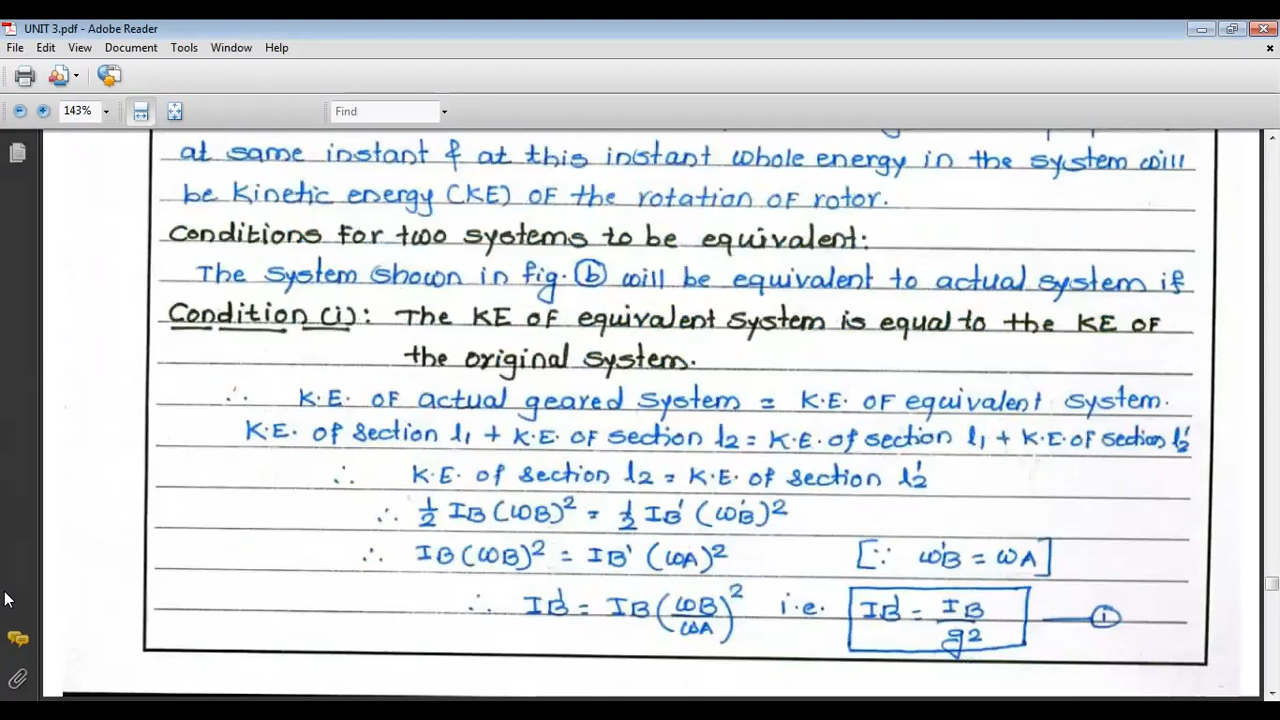 UNIT 3.pdf - Adobe Reader
File Edit View Document Tools Window Help
143% Find
at same instant & at this instant whole energy in the system will
be Kinetic energy (KE) OF the rotation OF rotor.
Conditions For two systems to be equivalent:
The system shown in fig. (b) will be equivalent to actual system if
Condition (i): The KE OF equivalent system is equal to the KE OF
the original system.
∴ K.E. OF actual geared system = K.E. OF equivalent system.
K.E. OF section l1 + K.E. OF section l2 = K.E. of section l1 + K.E. OF section l2'
∴ K.E. of section l2 = K.E. of section l2'
∴ 1/2 IB (ωB)^2 = 1/2 IB' (ωB')^2
∴ IB (ωB)^2 = IB' (ωA)^2 [∵ ωB' = ωA]
∴ IB' = IB (ωB/ωA)^2 i.e. IB' = IB/g^2 — (1)